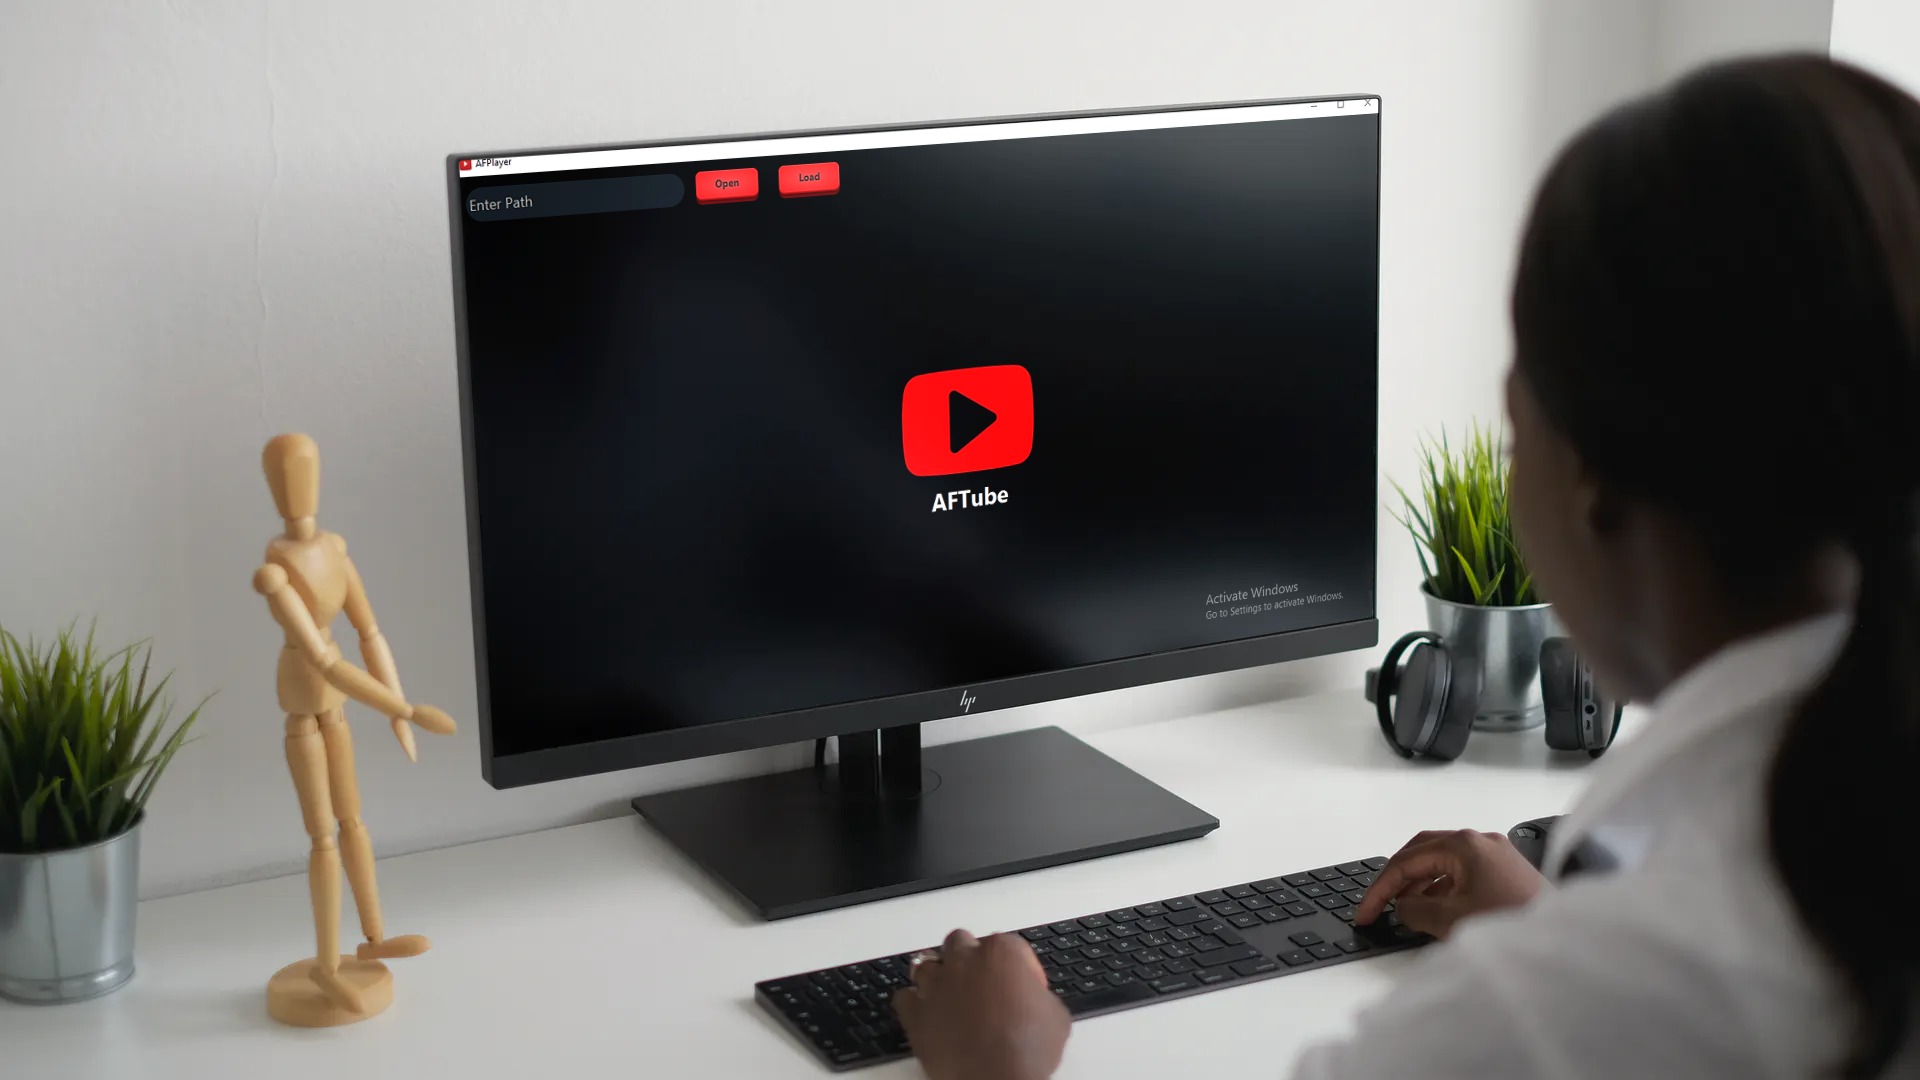 AFPlayer
Enter Path
Open
Load
AFTube
Activate Windows
Go to Settings to activate Windows.
hp